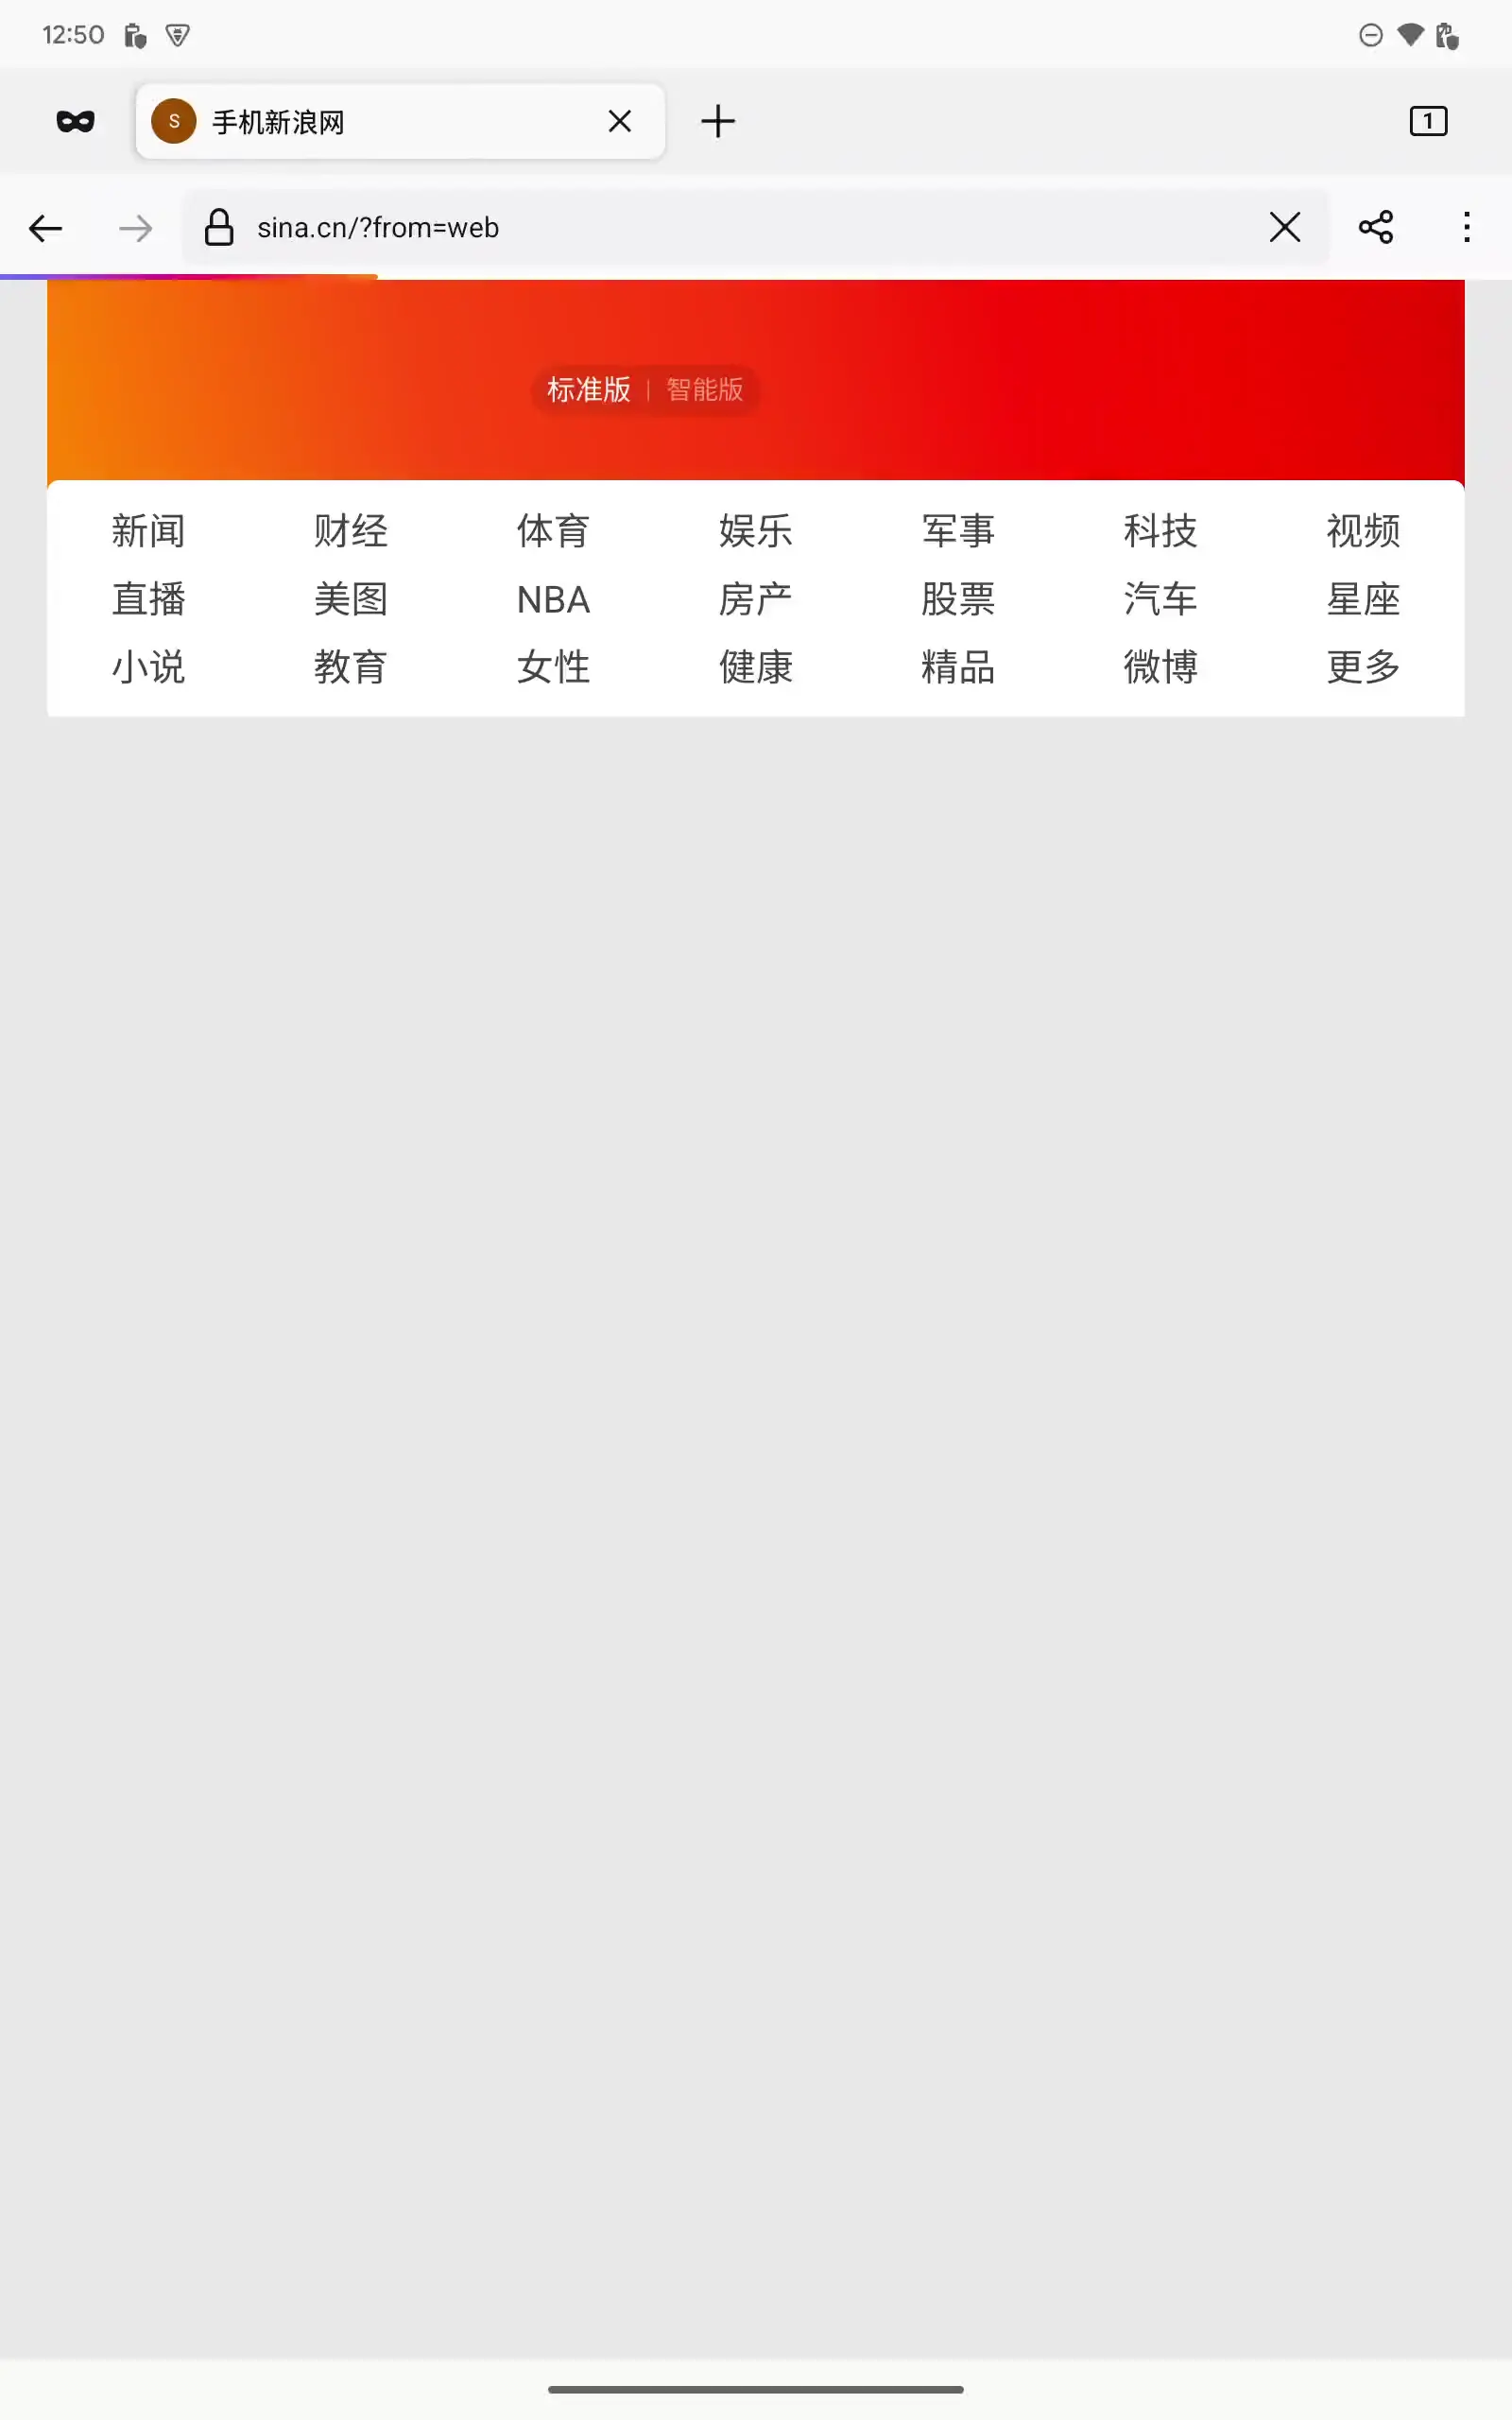 12:50
S 手机新浪网
1
sina.cn/?from=web
标准版 | 智能版
新闻 财经 体育 娱乐 军事 科技 视频
直播 美图 NBA 房产 股票 汽车 星座
小说 教育 女性 健康 精品 微博 更多